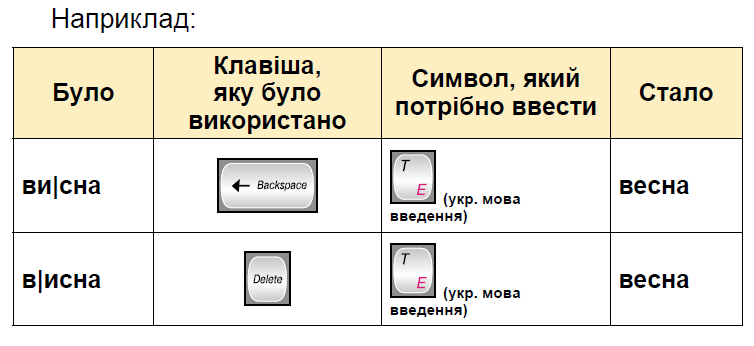 Наприклад:
Було
Клавіша,
яку було
використано
Символ, який
потрібно ввести
Стало
ви|сна
← Backspace
T
Е (укр. мова
введення)
весна
в|исна
Delete
T
Е (укр. мова
введення)
весна